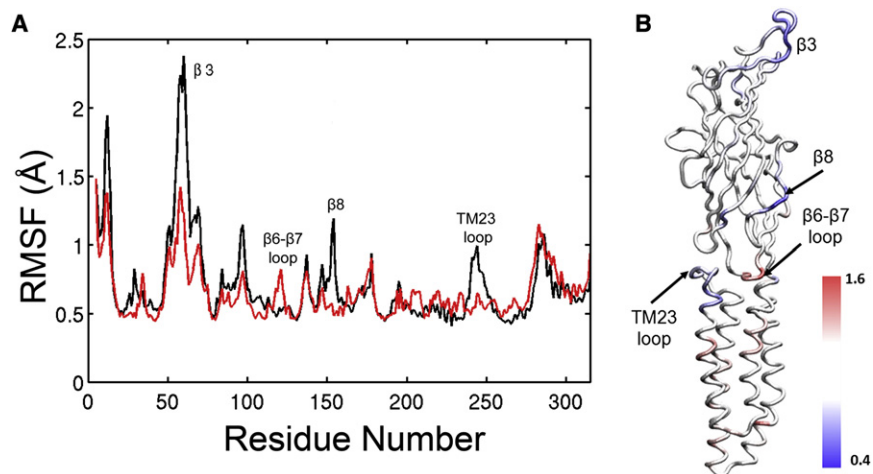 A
RMSF (Å)
2.5
2
1.5
1
0.5
0
β 3
β6-β7
loop
β8
TM23
loop
0
50
100
150
200
250
300
Residue Number
B
β3
β8
β6-β7
loop
TM23
loop
1.6
0.4